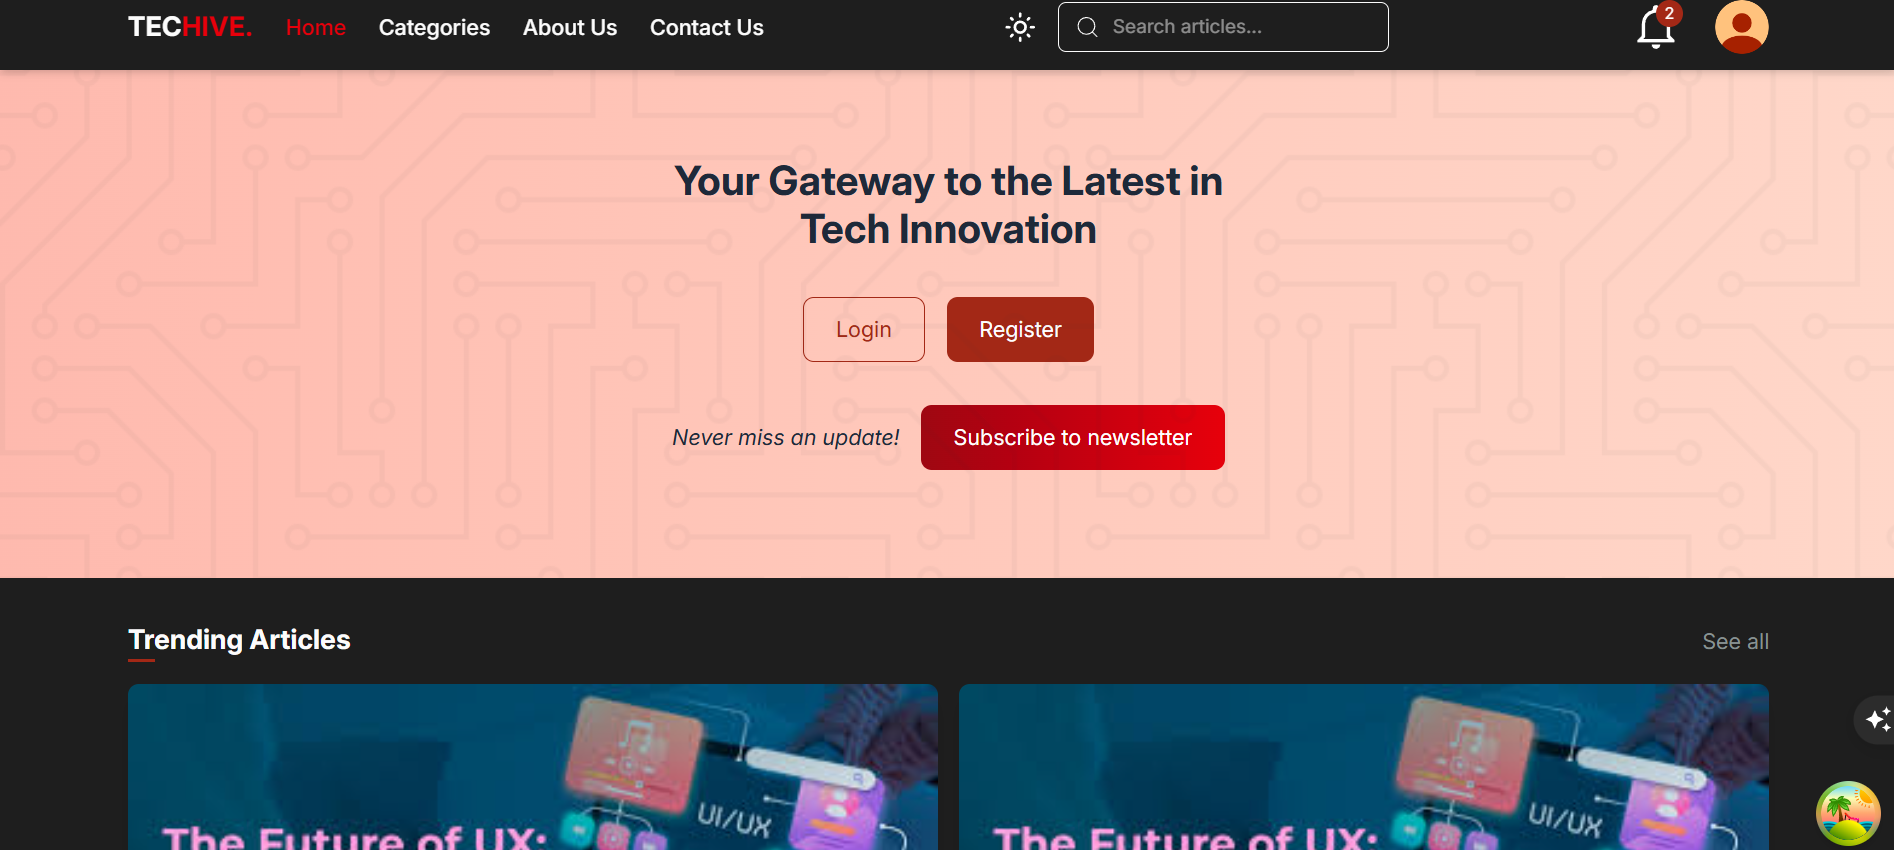 TECHIVE. Home Categories About Us Contact Us Search articles... 2
Your Gateway to the Latest in
Tech Innovation
Login Register
Never miss an update! Subscribe to newsletter
Trending Articles See all
UI/UX UI/UX
The Future of UX: The Future of UX: